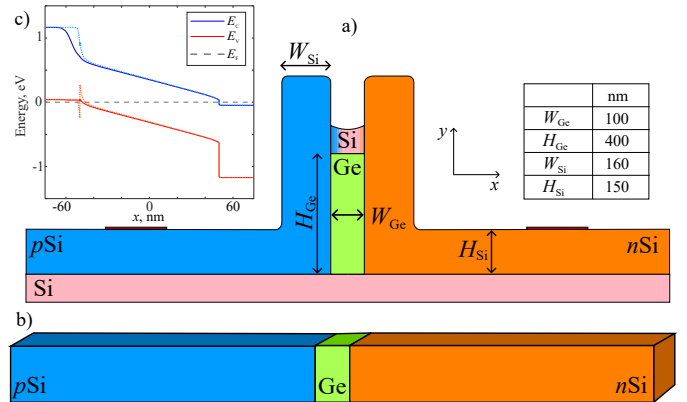 c)
1
0
-1
Energy, eV
-60
0
60
x, nm
E_c
E_v
E_F
a)
W_Si
Si
Ge
H_Ge
W_Ge
y
x
nm
W_Ge 100
H_Ge 400
W_Si 160
H_Si 150
pSi
H_Si
nSi
Si
b)
pSi
Ge
nSi